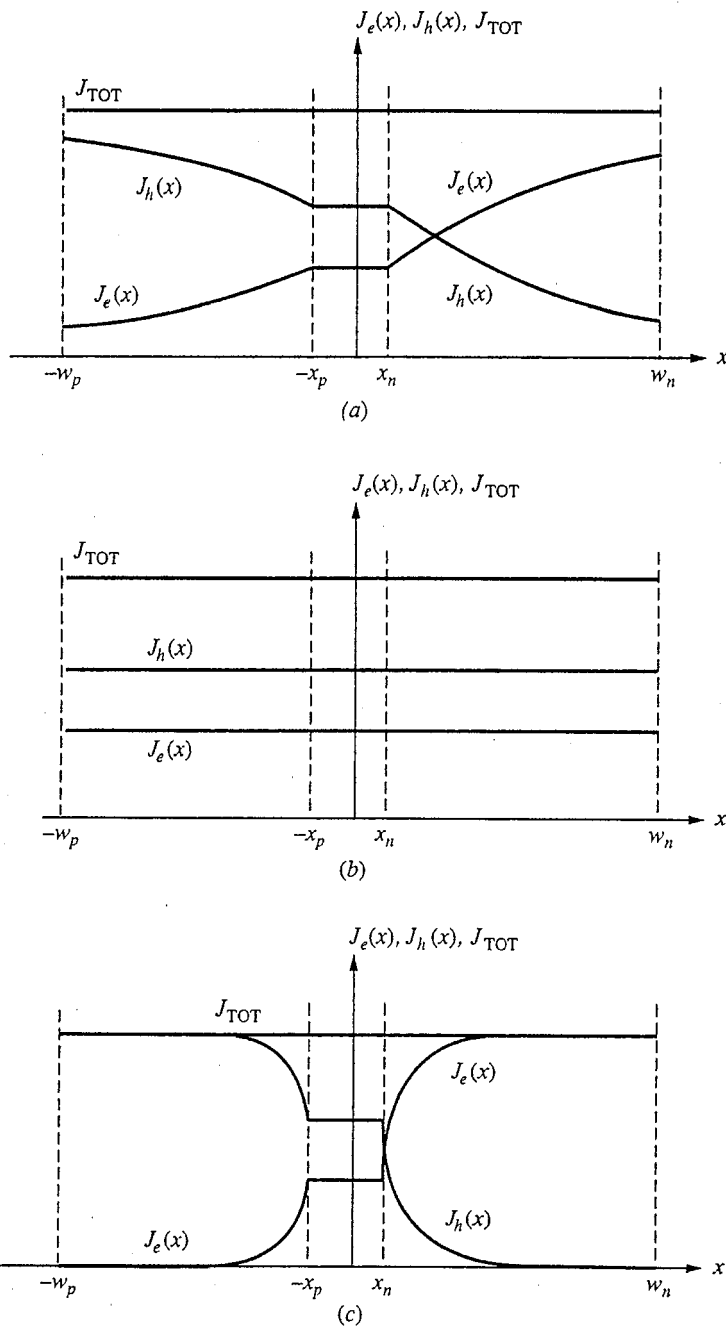 J_e(x), J_h(x), J_TOT
J_TOT
J_h(x)
J_e(x)
J_e(x)
J_h(x)
-w_p
-x_p
x_n
w_n
x
(a)
J_e(x), J_h(x), J_TOT
J_TOT
J_h(x)
J_e(x)
-w_p
-x_p
x_n
w_n
x
(b)
J_e(x), J_h(x), J_TOT
J_TOT
J_e(x)
J_e(x)
J_h(x)
-w_p
-x_p
x_n
w_n
x
(c)